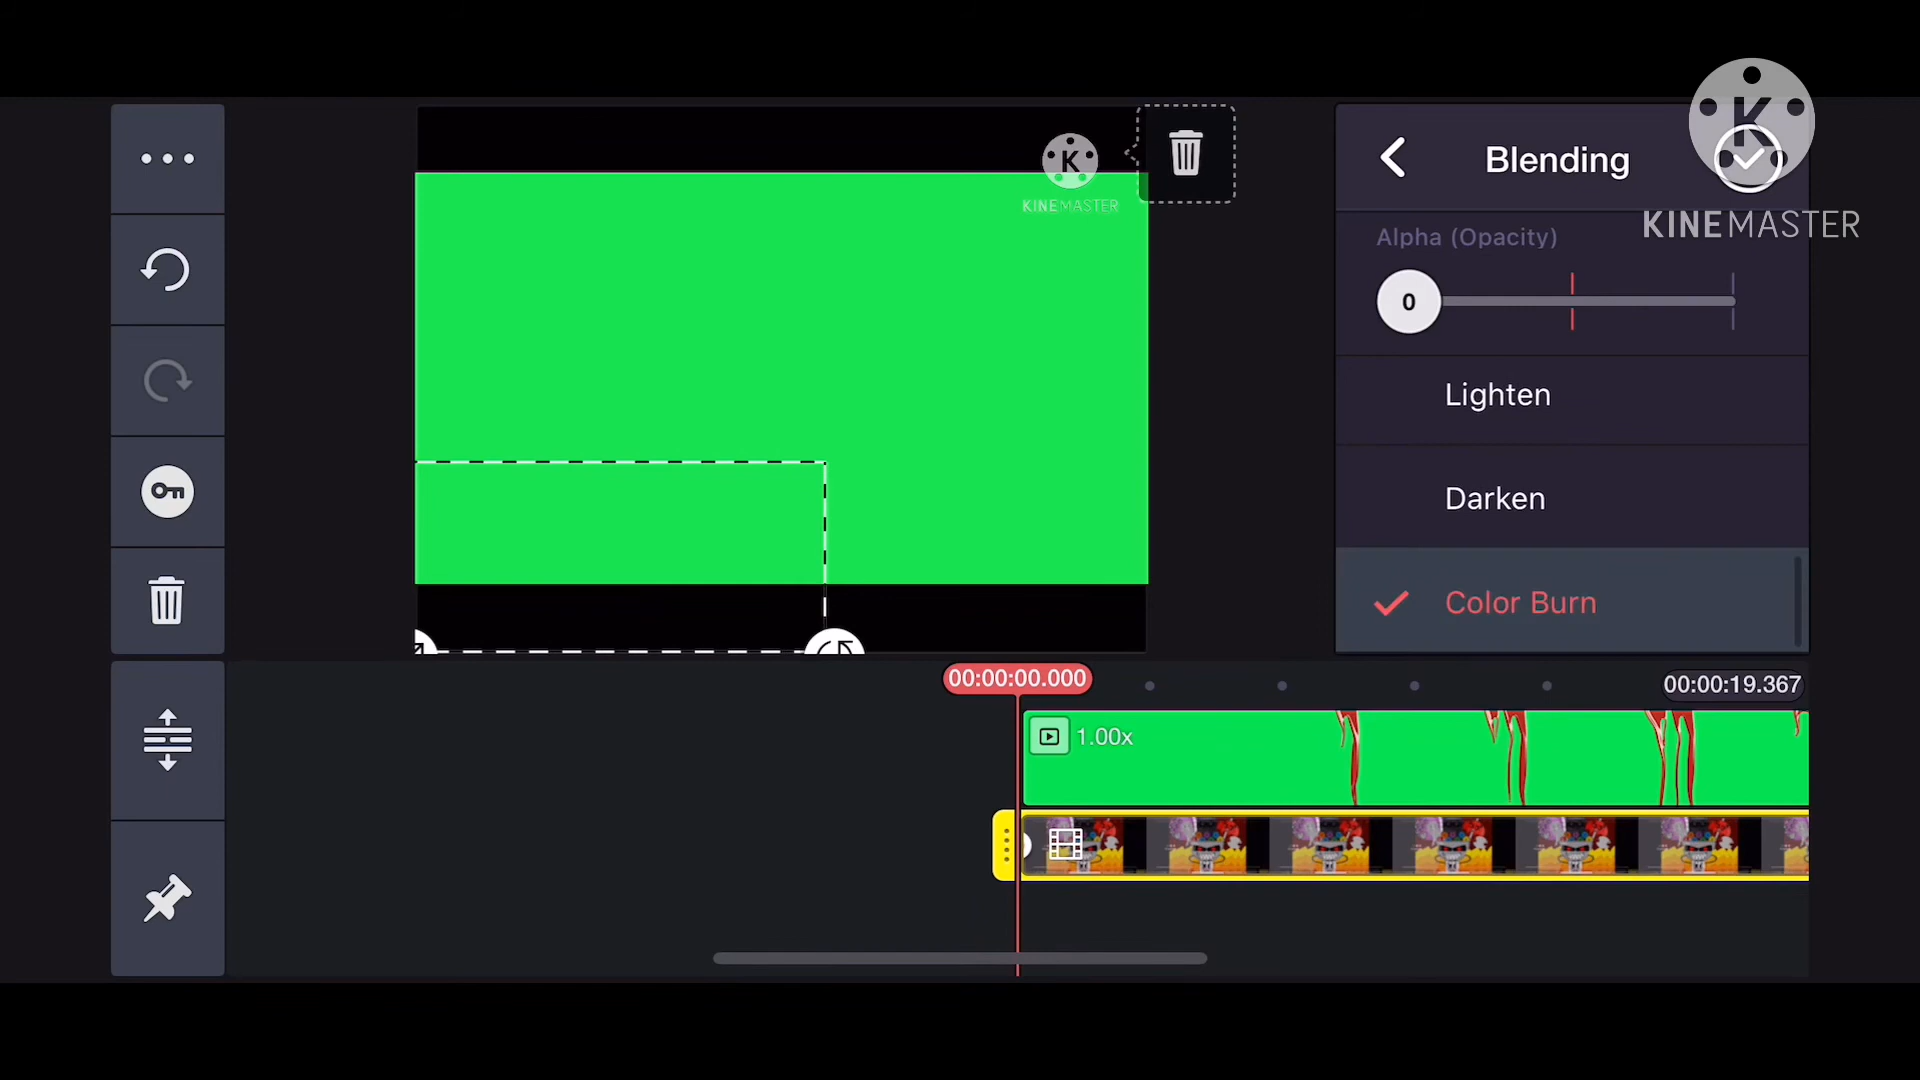 K
KINEMASTER
Blending
K
KINEMASTER
Alpha (Opacity)
0
Lighten
Darken
Color Burn
00:00:00.000
00:00:19.367
1.00x